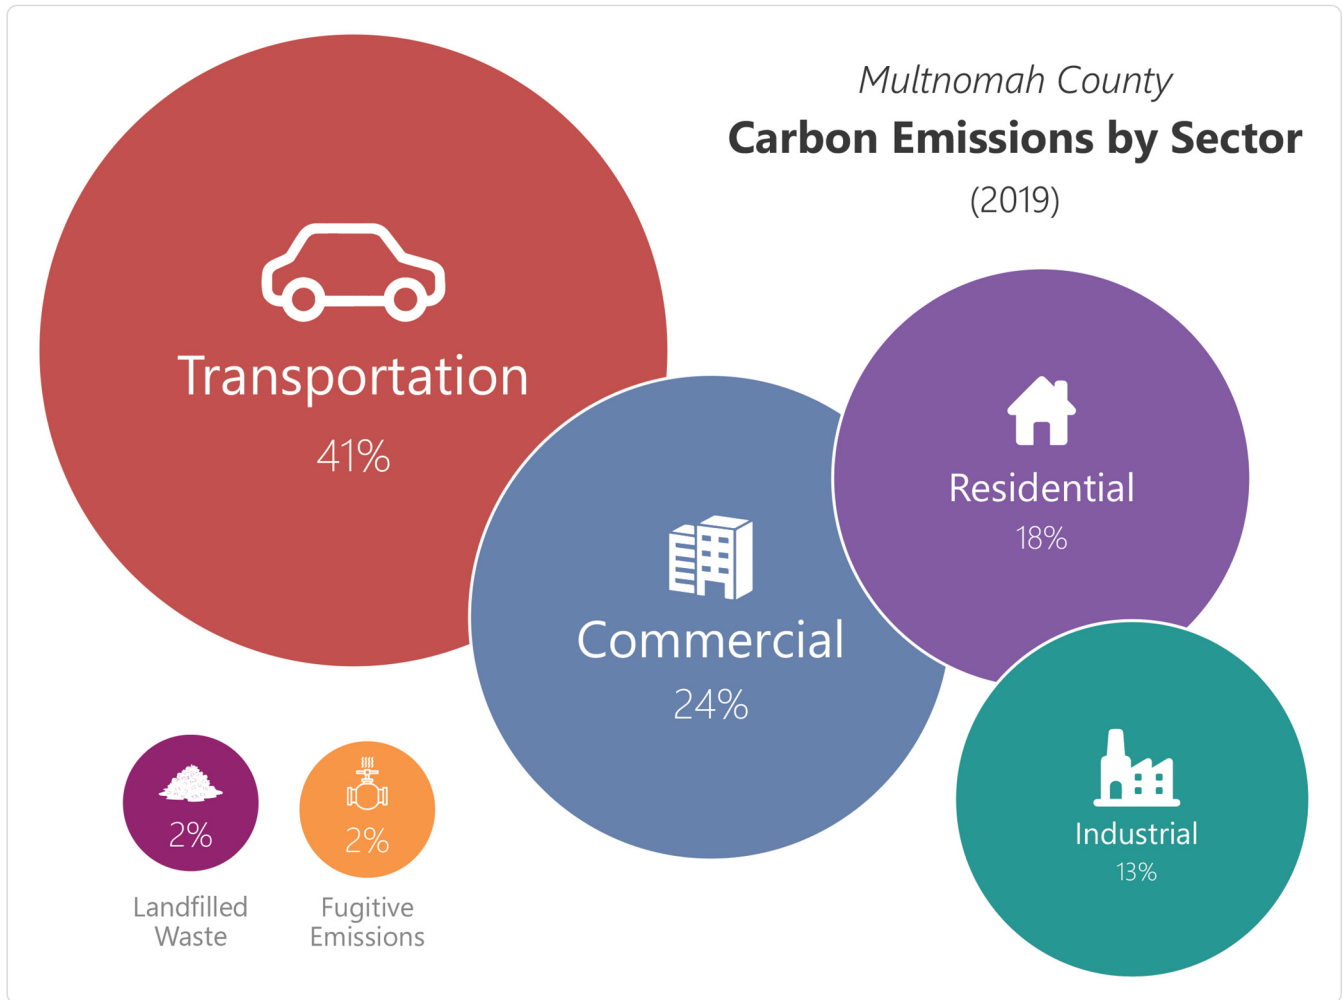 Multnomah County
Carbon Emissions by Sector
(2019)
Transportation
41%
Commercial
24%
Residential
18%
Industrial
13%
2%
Landfilled
Waste
2%
Fugitive
Emissions